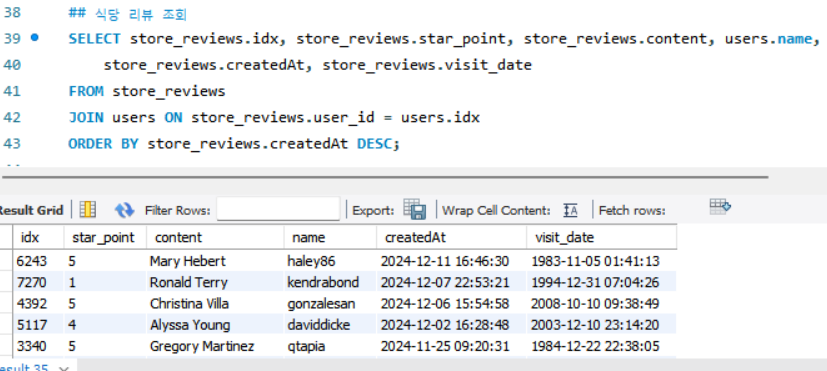 38 ## 식당 리뷰 조회
39 SELECT store_reviews.idx, store_reviews.star_point, store_reviews.content, users.name,
40 store_reviews.createdAt, store_reviews.visit_date
41 FROM store_reviews
42 JOIN users ON store_reviews.user_id = users.idx
43 ORDER BY store_reviews.createdAt DESC;
Result Grid Filter Rows: Export: Wrap Cell Content: Fetch rows:
idx star_point content name createdAt visit_date
6243 5 Mary Hebert haley86 2024-12-11 16:46:30 1983-11-05 01:41:13
7270 1 Ronald Terry kendrabond 2024-12-07 22:53:21 1994-12-31 07:04:26
4392 5 Christina Villa gonzalesan 2024-12-06 15:54:58 2008-10-10 09:38:49
5117 4 Alyssa Young daviddicke 2024-12-02 16:28:48 2003-12-10 23:14:20
3340 5 Gregory Martinez qtapia 2024-11-25 09:20:31 1984-12-22 22:38:05